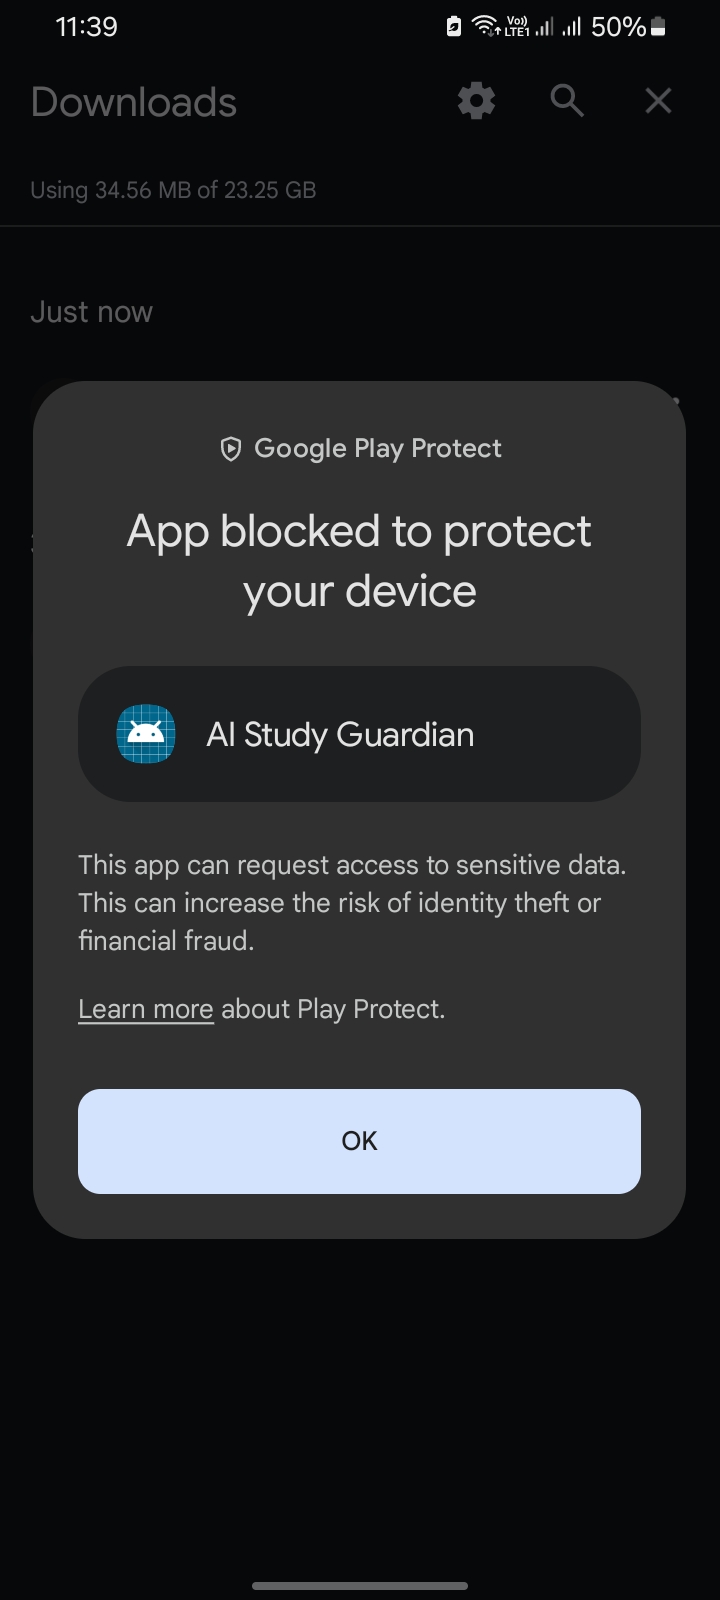 11:39
Vo)) LTE1 50%
Downloads
Using 34.56 MB of 23.25 GB
Just now
Google Play Protect
App blocked to protect
your device
AI Study Guardian
This app can request access to sensitive data.
This can increase the risk of identity theft or
financial fraud.
Learn more about Play Protect.
OK